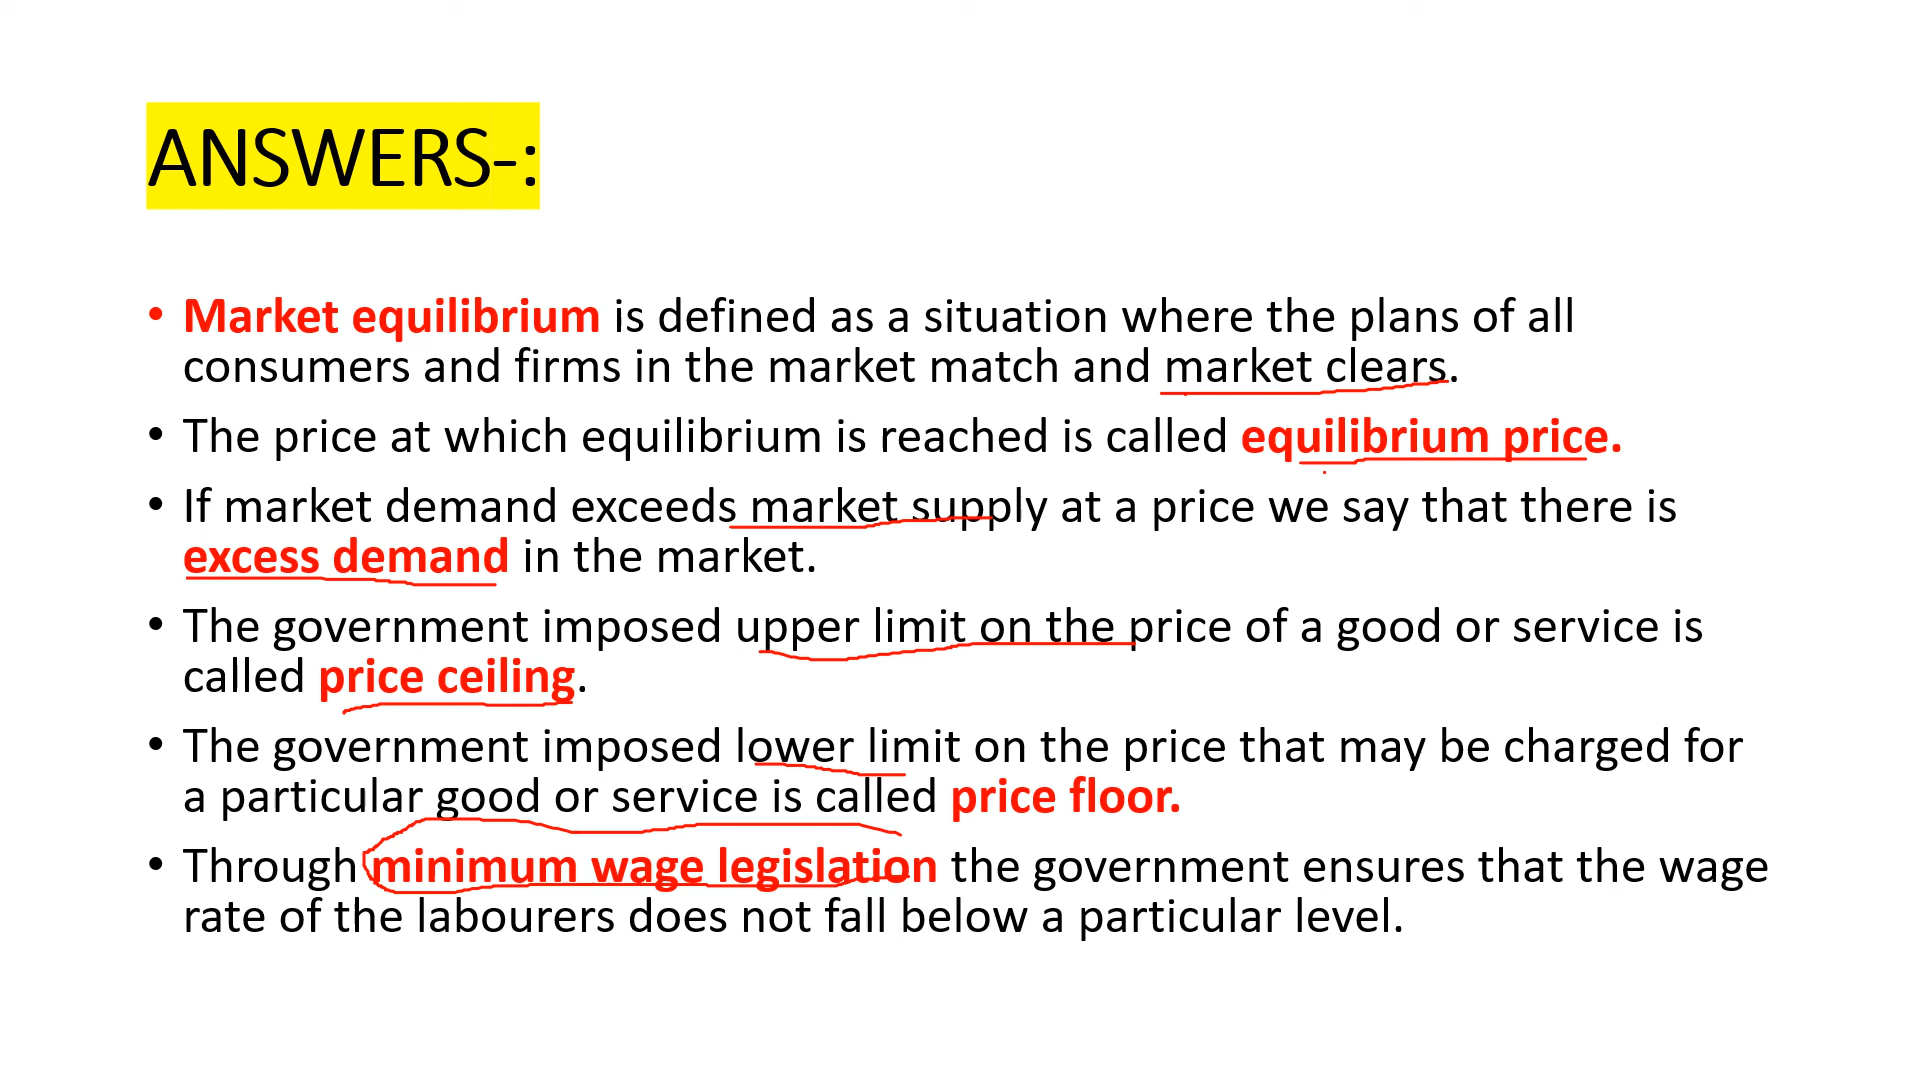 ANSWERS-:
• Market equilibrium is defined as a situation where the plans of all
consumers and firms in the market match and market clears.
• The price at which equilibrium is reached is called equilibrium price.
• If market demand exceeds market supply at a price we say that there is
excess demand in the market.
• The government imposed upper limit on the price of a good or service is
called price ceiling.
• The government imposed lower limit on the price that may be charged for
a particular good or service is called price floor.
• Through minimum wage legislation the government ensures that the wage
rate of the labourers does not fall below a particular level.